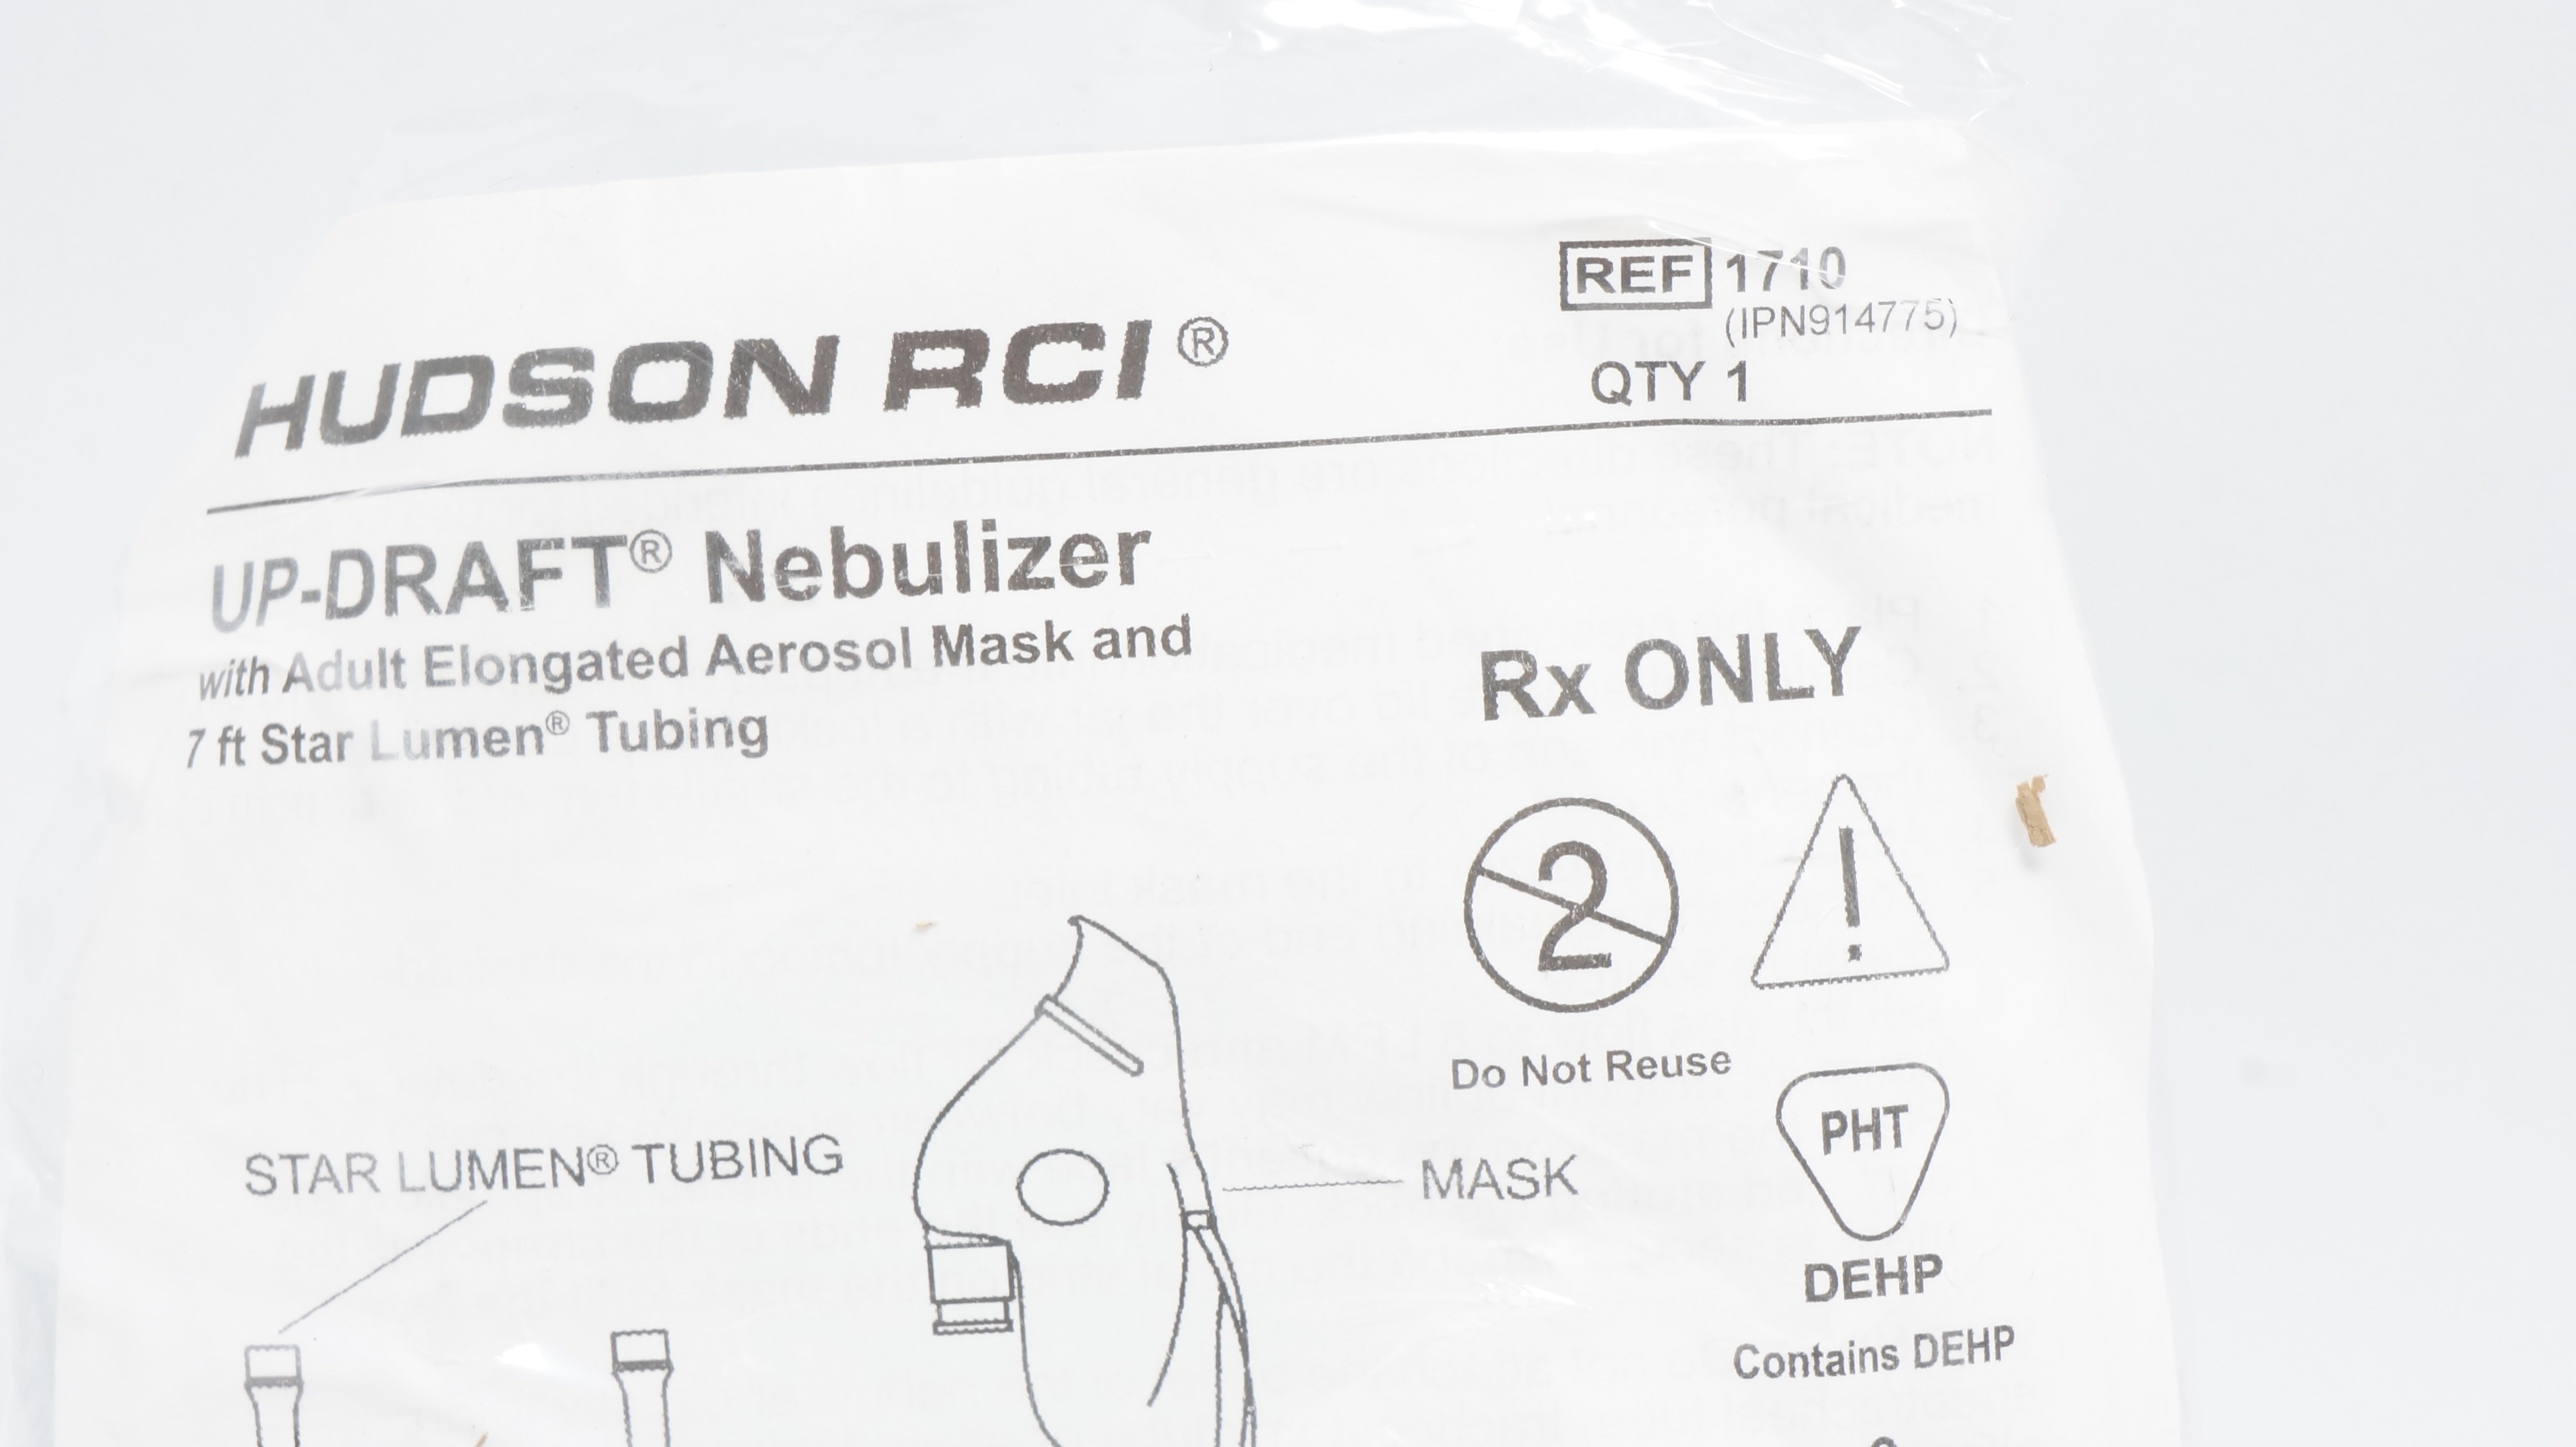 HUDSON RCI®
REF 1710
(IPN914775)
QTY 1
UP-DRAFT® Nebulizer
with Adult Elongated Aerosol Mask and
7 ft Star Lumen® Tubing
Rx ONLY
2
!
Do Not Reuse
STAR LUMEN® TUBING
MASK
PHT
DEHP
Contains DEHP